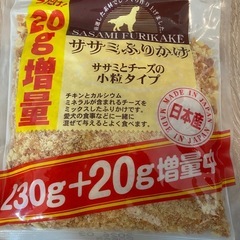 20g
増量
SASAMI FURIKAKE
ササミふりかけ
ササミとチーズの
小粒タイプ
チキンとカルシウム
ミネラルが含まれるチーズを
ミックスしたふりかけです。
愛犬の食事などに一緒に
混ぜて与えるとよく食べます。
MADE IN JAPAN
日本産
MADE IN JAPAN
230g+20g増量中